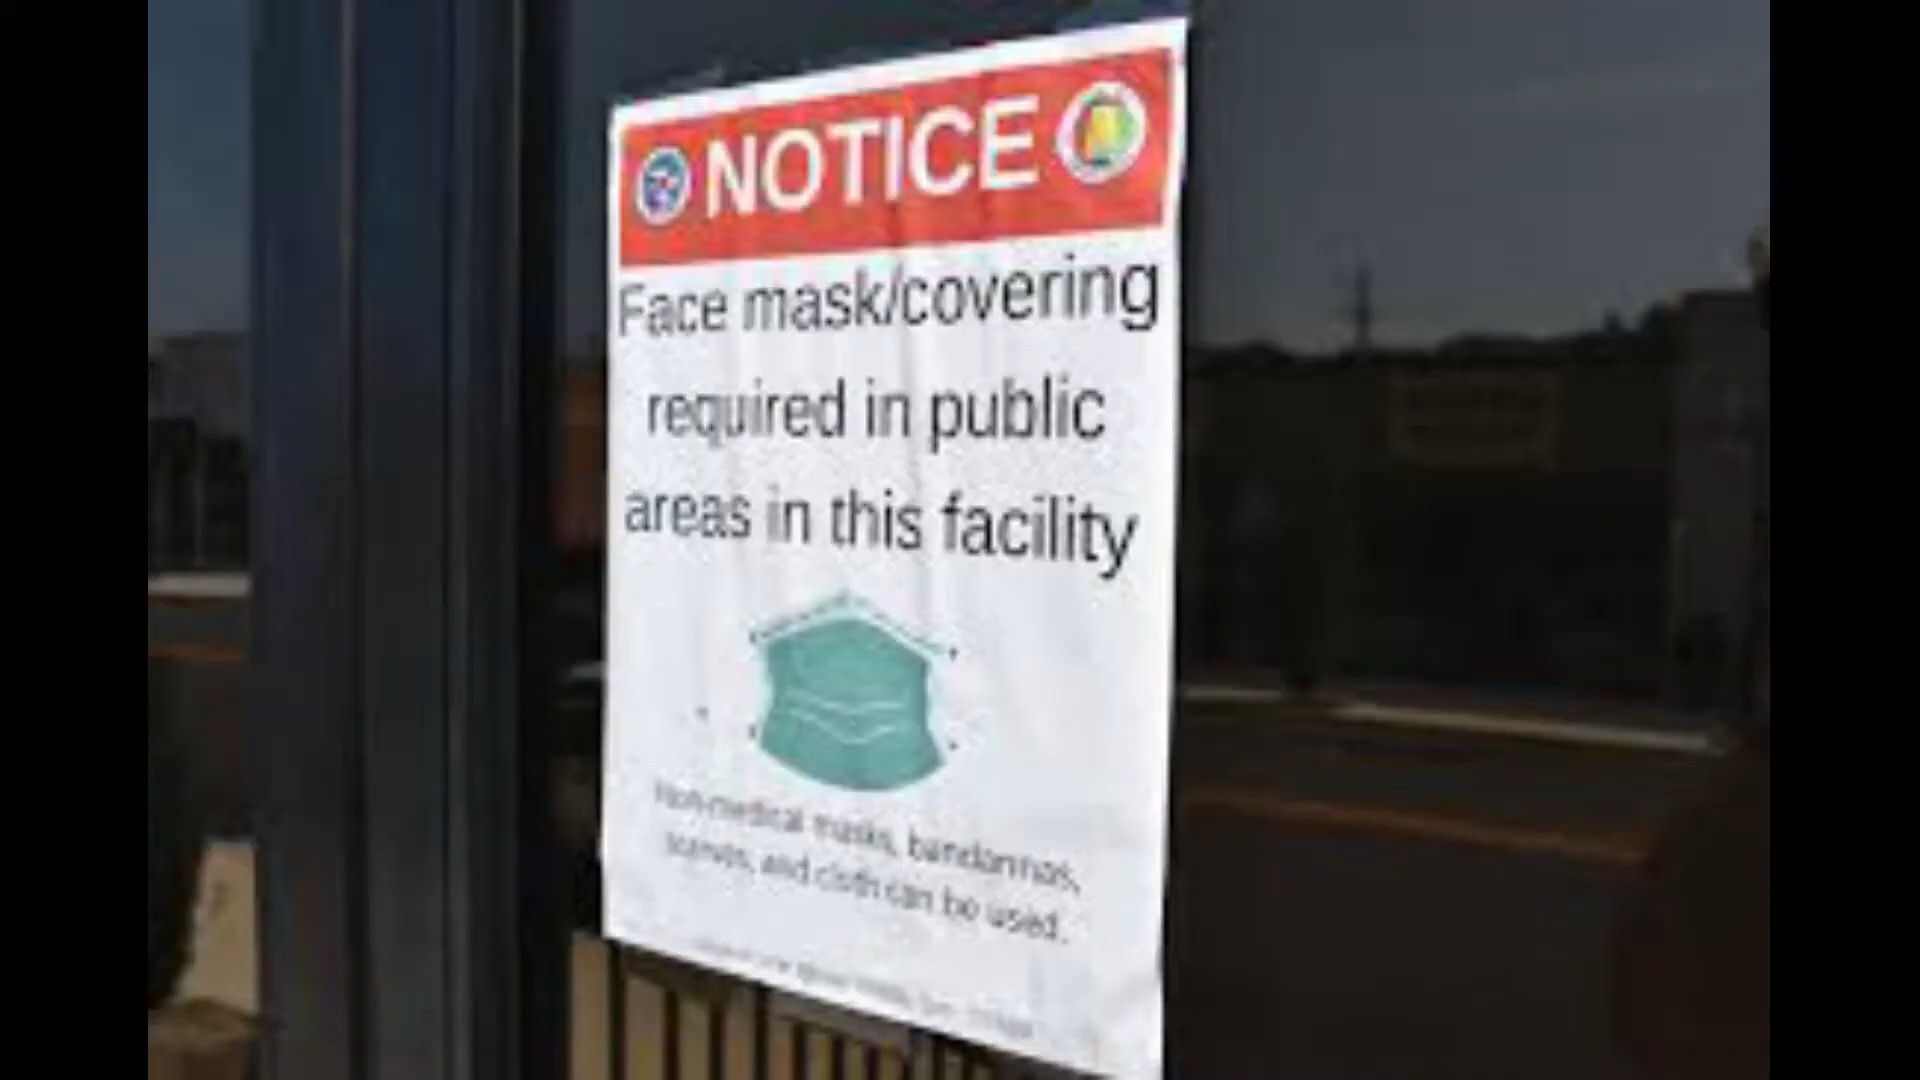 NOTICE
Face mask/covering
required in public
areas in this facility
Non-medical masks, bandannas,
scarves, and cloth can be used.